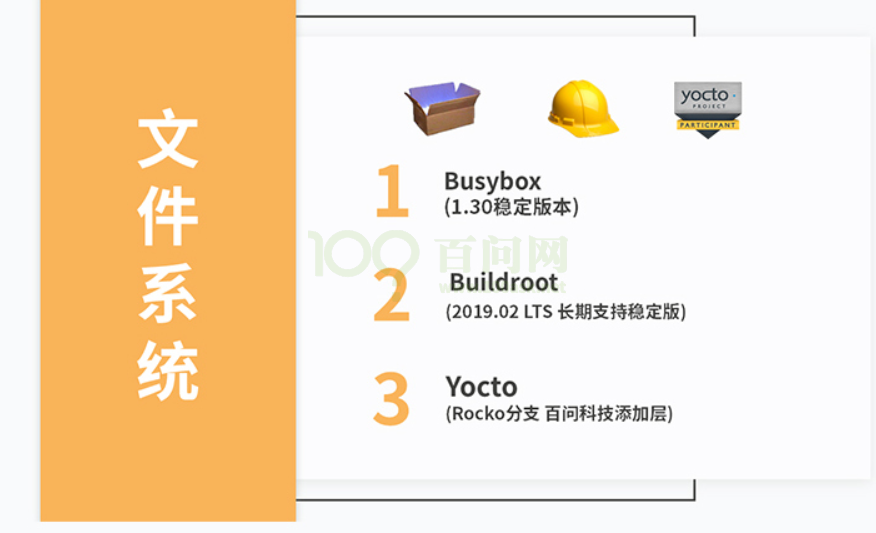 文件系统
yocto
PROJECT
PARTICIPANT
1
Busybox
(1.30稳定版本)
100 百问网
2
Buildroot
(2019.02 LTS 长期支持稳定版)
3
Yocto
(Rocko分支 百问科技添加层)